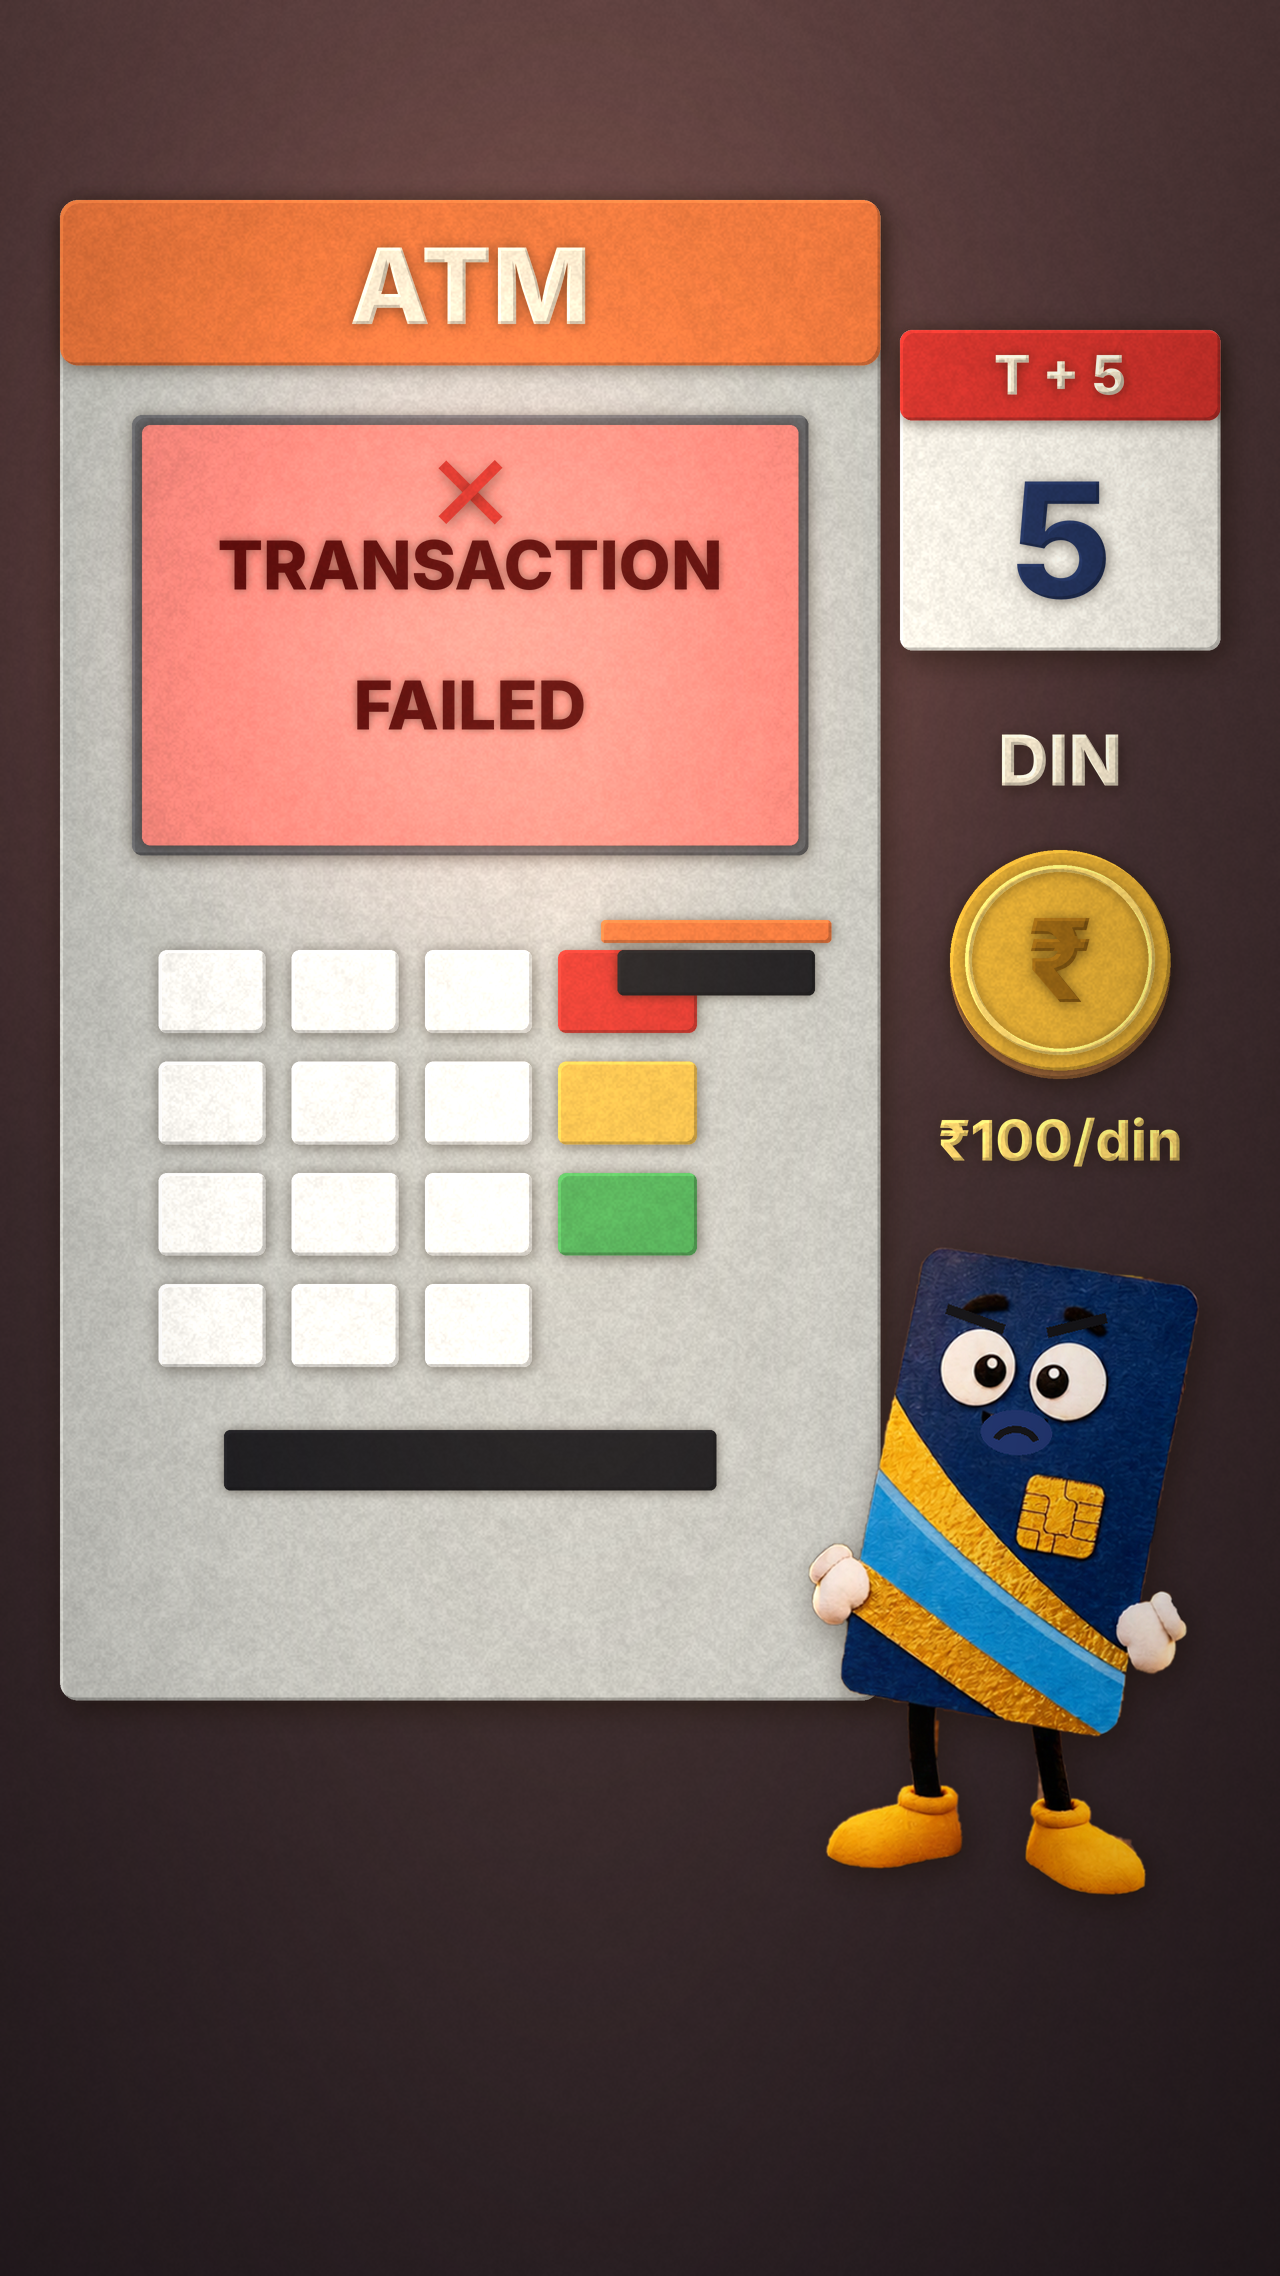 ATM
TRANSACTION
FAILED
T + 5
5
DIN
₹
₹100/din